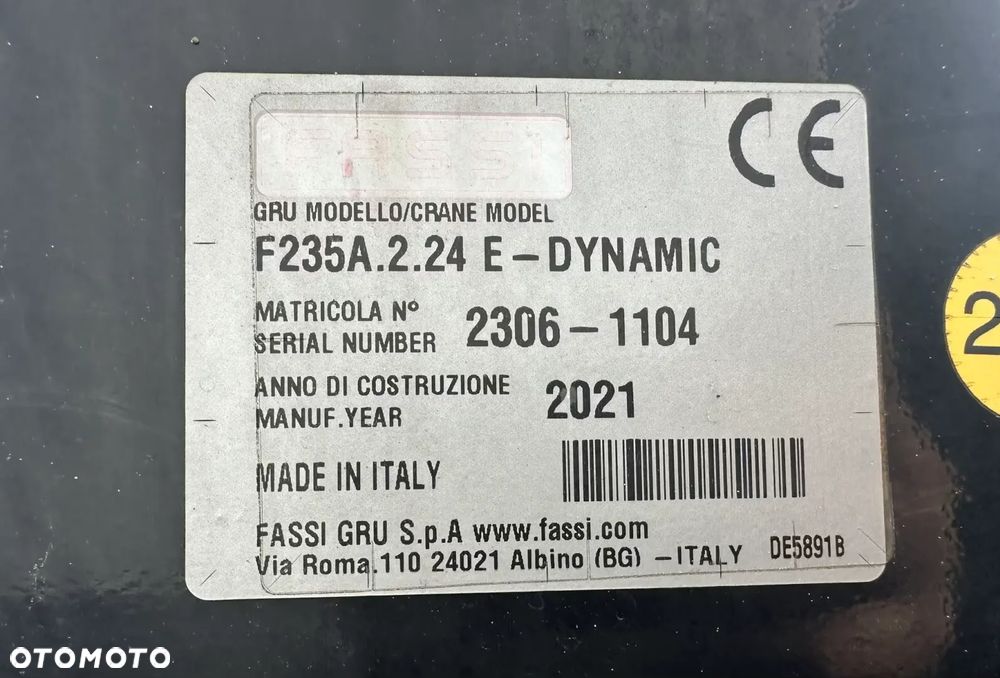 FASSI
CE
GRU MODELLO/CRANE MODEL
F235A.2.24 E-DYNAMIC
MATRICOLA Nº
SERIAL NUMBER 2306-1104
ANNO DI COSTRUZIONE
MANUF.YEAR 2021
MADE IN ITALY
FASSI GRU S.p.A www.fassi.com
Via Roma.110 24021 Albino (BG) -ITALY DE5891B
2
OTOMOTO